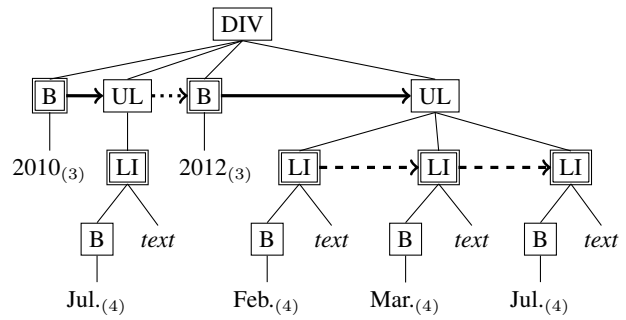 DIV
B UL B UL
2010(3) LI 2012(3) LI LI LI
B text B text B text B text
Jul.(4) Feb.(4) Mar.(4) Jul.(4)